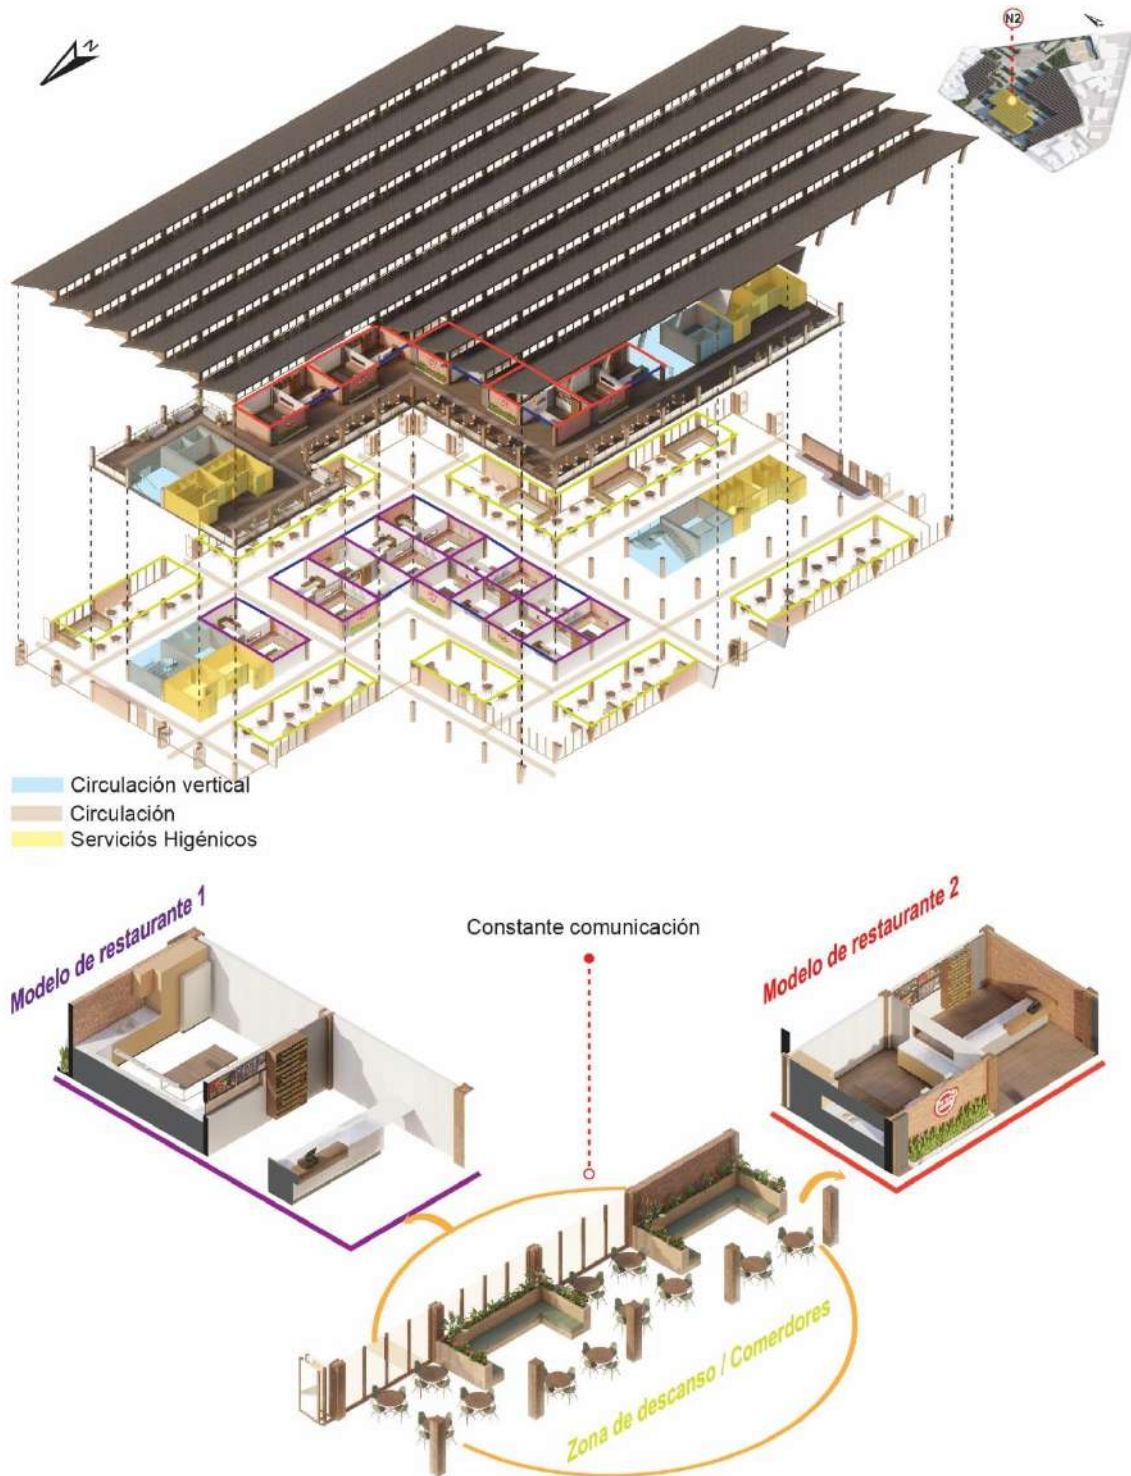 N
N2
Circulación vertical
Circulación
Serviciós Higénicos
Modelo de restaurante 1
Constante comunicación
Modelo de restaurante 2
Zona de descanso / Comerdores